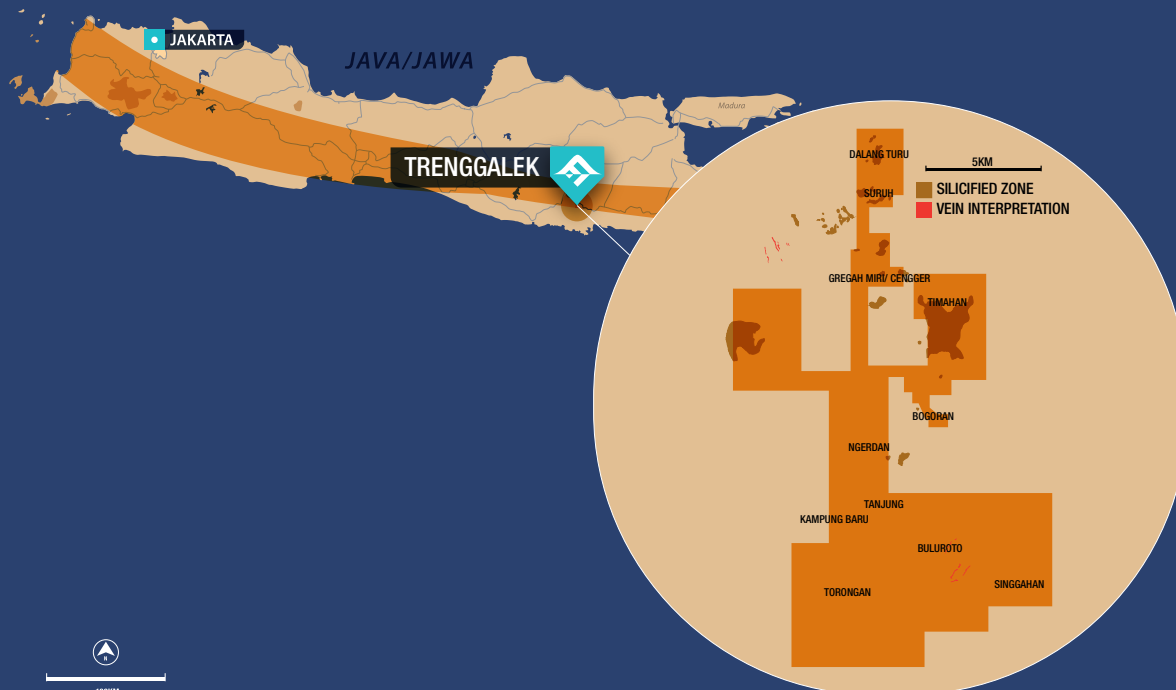 JAKARTA
JAVA/JAWA
Madura
TRENGGALEK
DALANG TURU
5KM
SURUH
SILICIFIED ZONE
VEIN INTERPRETATION
GREGAH MIRI/ CENGGER
TIMAHAN
BOGORAN
NGERDAN
TANJUNG
KAMPUNG BARU
BULUROTO
SINGGAHAN
TORONGAN
N